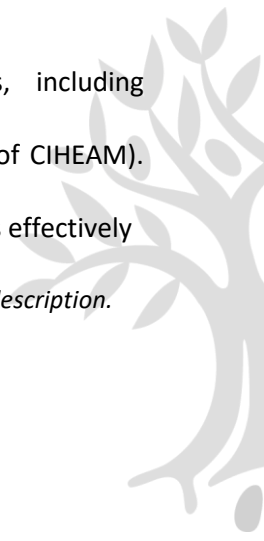 , including
of CIHEAM).
effectively
description.